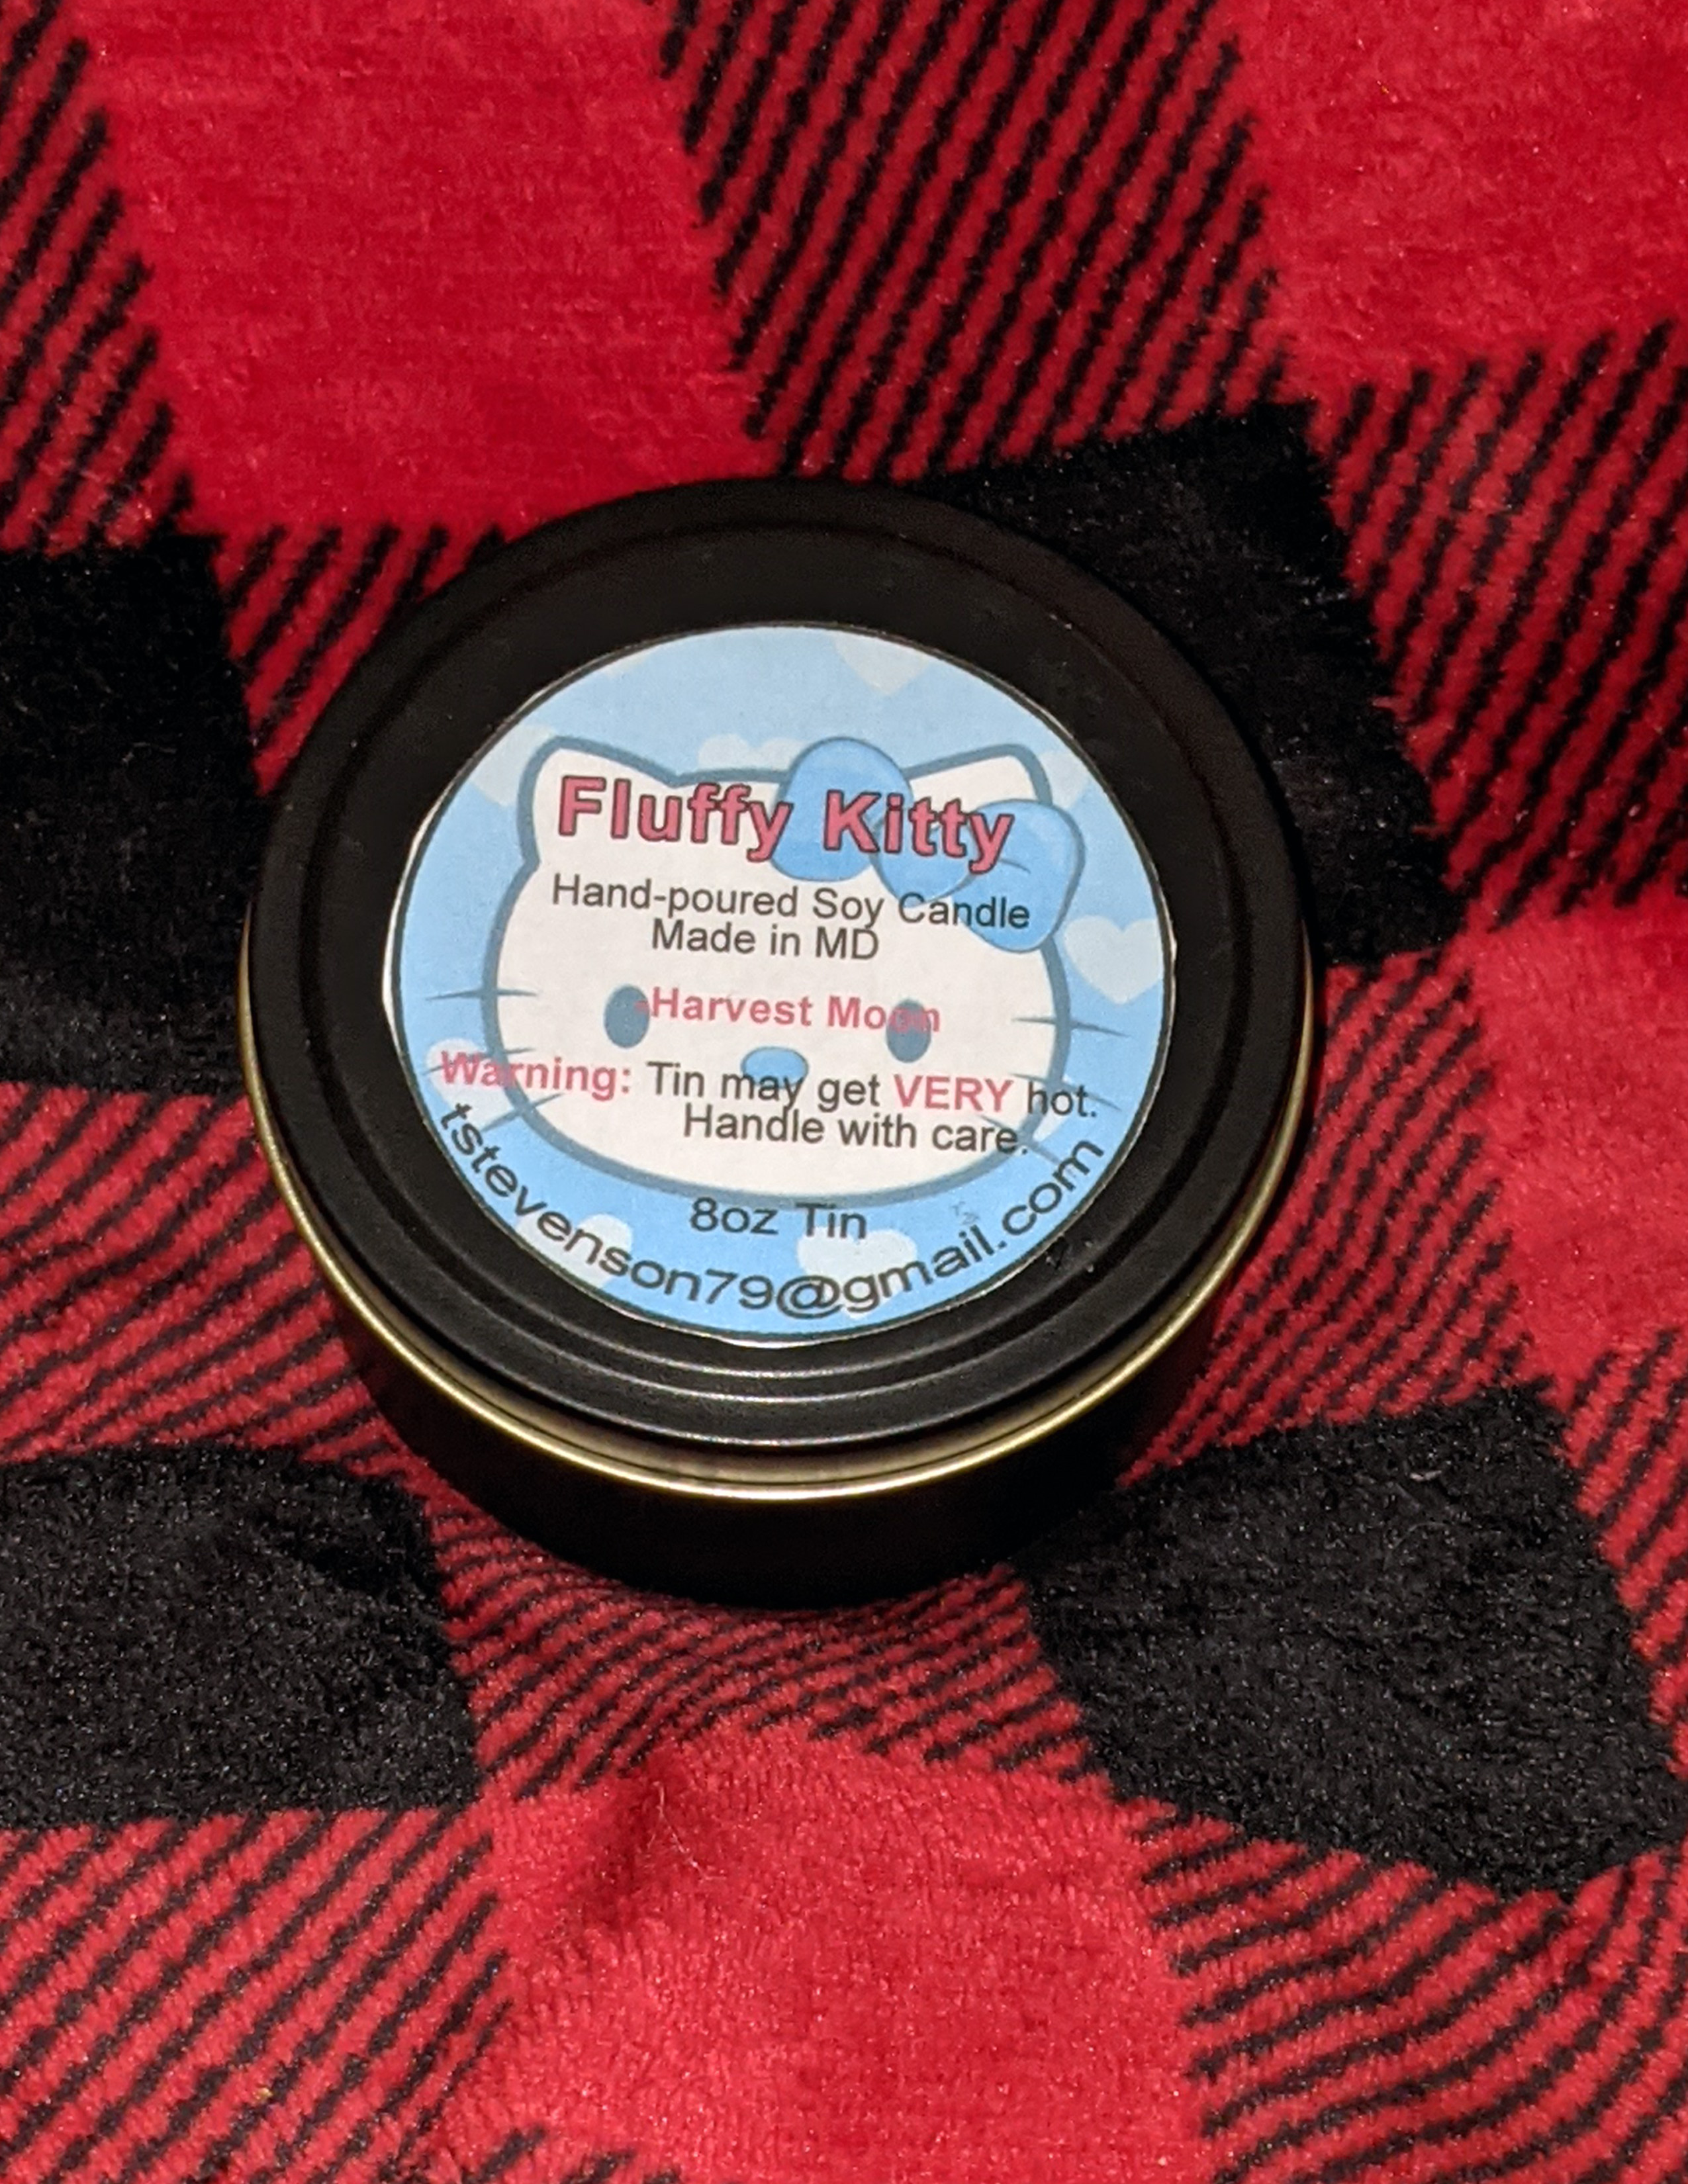 Fluffy Kitty
Hand-poured Soy Candle
Made in MD
Harvest Moon
Warning: Tin may get VERY hot.
Handle with care.
8oz Tin
tstevenson79@gmail.com